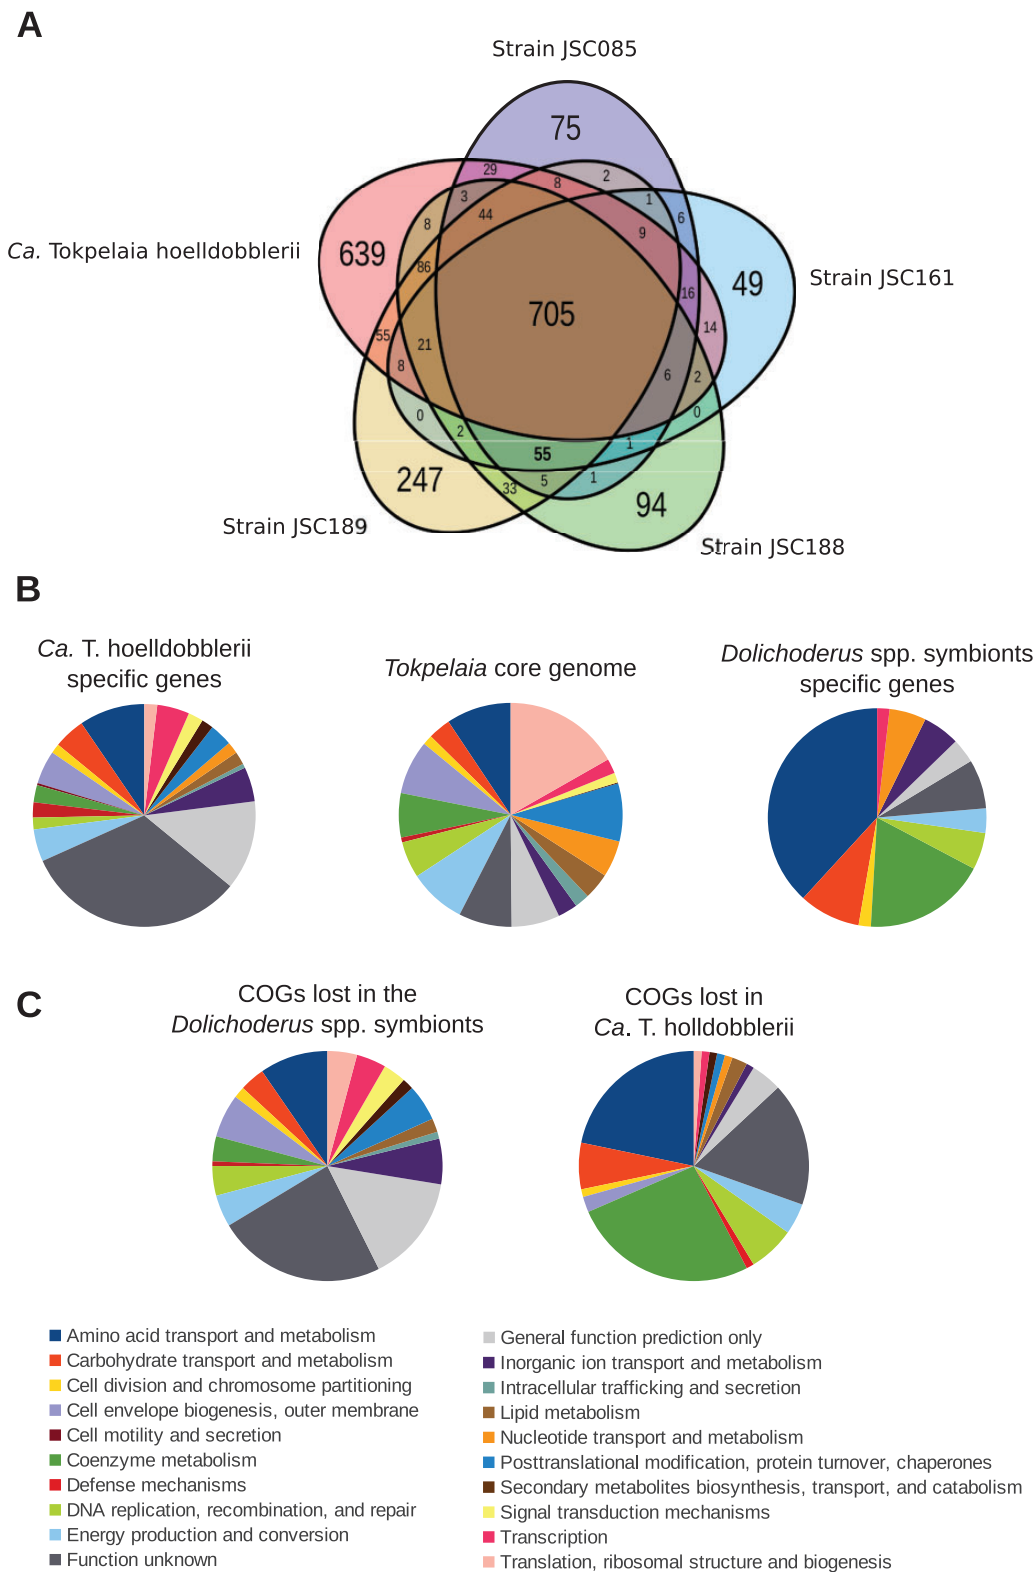 A
Strain JSC085
75
29
8
2
3
1
6
44
8
9
Ca. Tokpelaia hoelldobblerii
639
86
49
Strain JSC161
16
705
14
55
21
8
6
2
0
0
2
1
55
247
33
5
1
94
Strain JSC189
Strain JSC188
B
Ca. T. hoelldobblerii
specific genes
Tokpelaia core genome
Dolichoderus spp. symbionts
specific genes
C
COGs lost in the
Dolichoderus spp. symbionts
COGs lost in
Ca. T. holldobblerii
Amino acid transport and metabolism
Carbohydrate transport and metabolism
Cell division and chromosome partitioning
Cell envelope biogenesis, outer membrane
Cell motility and secretion
Coenzyme metabolism
Defense mechanisms
DNA replication, recombination, and repair
Energy production and conversion
Function unknown
General function prediction only
Inorganic ion transport and metabolism
Intracellular trafficking and secretion
Lipid metabolism
Nucleotide transport and metabolism
Posttranslational modification, protein turnover, chaperones
Secondary metabolites biosynthesis, transport, and catabolism
Signal transduction mechanisms
Transcription
Translation, ribosomal structure and biogenesis